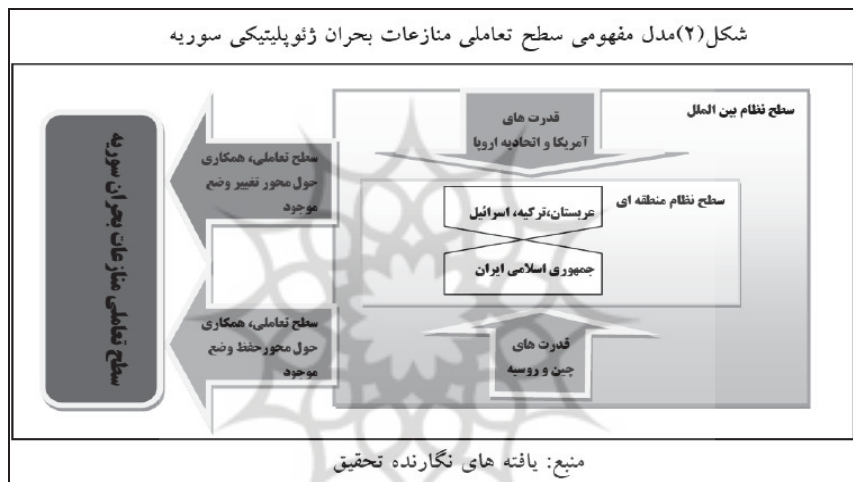 شکل(۲)مدل مفهومی سطح تعاملی منازعات بحران ژئوپلیتیکی سوریه
سطح نظام بین الملل
قدرت های
آمریکا و اتحادیه اروپا
سطح نظام منطقه ای
عربستان،ترکیه، اسرائیل
جمهوری اسلامی ایران
قدرت های
چین و روسیه
سطح تعاملی، همکاری
حول محور تغییر وضع
موجود
سطح تعاملی، همکاری
حول محورحفظ وضع
موجود
سطح تعاملی منازعات بحران سوریه
منبع: یافته های نگارنده تحقیق